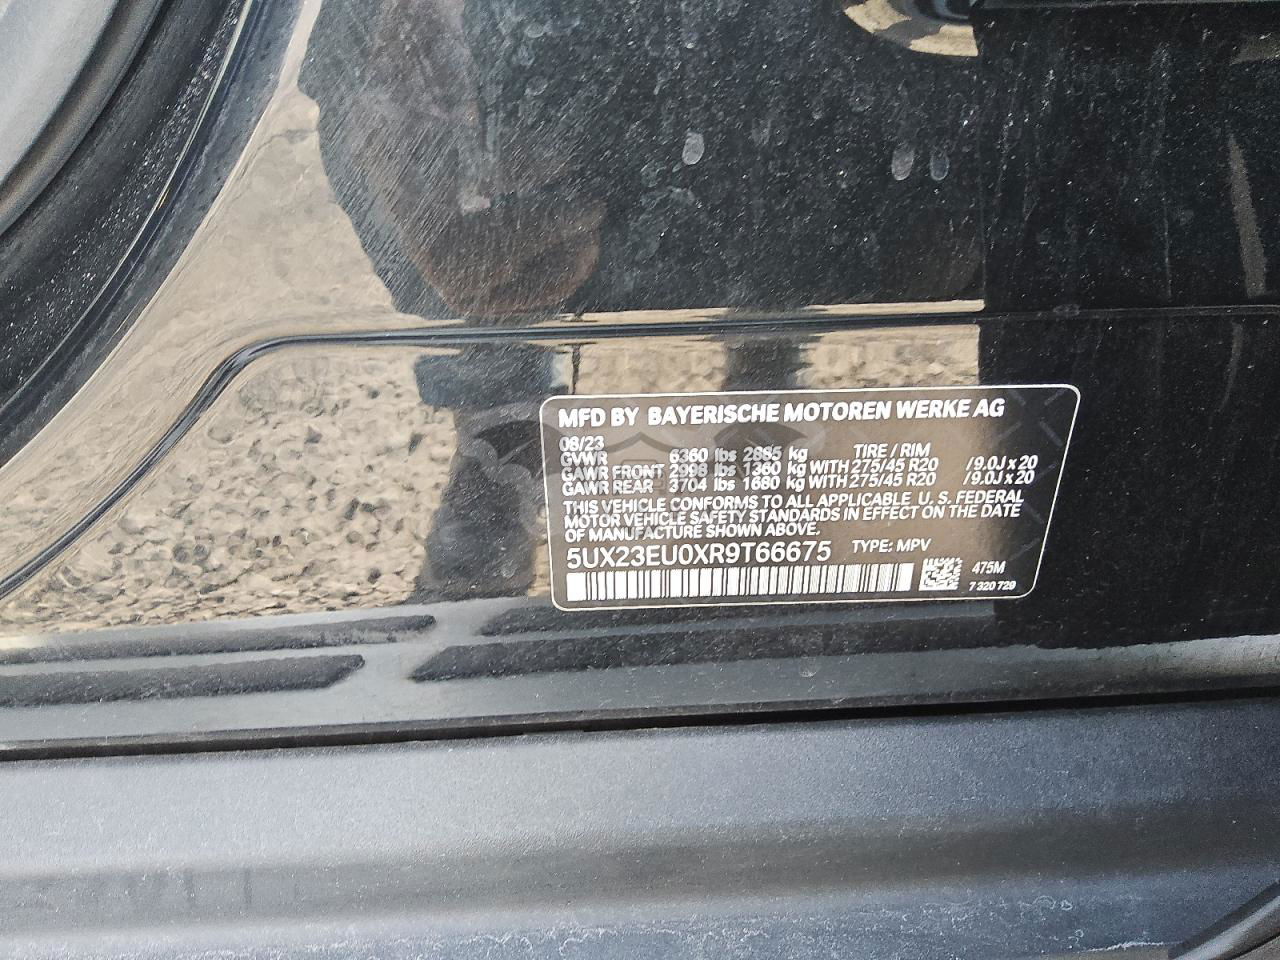 MFD BY BAYERISCHE MOTOREN WERKE AG
08/23
GVWR 6360 lbs 2885 kg TIRE / RIM
GAWR FRONT 2998 lbs 1360 kg WITH 275/45 R20 /9.0J x 20
GAWR REAR 3704 lbs 1680 kg WITH 275/45 R20 /9.0J x 20
THIS VEHICLE CONFORMS TO ALL APPLICABLE U. S. FEDERAL
MOTOR VEHICLE SAFETY STANDARDS IN EFFECT ON THE DATE
OF MANUFACTURE SHOWN ABOVE.
5UX23EU0XR9T66675 TYPE: MPV
475M
7 320 729